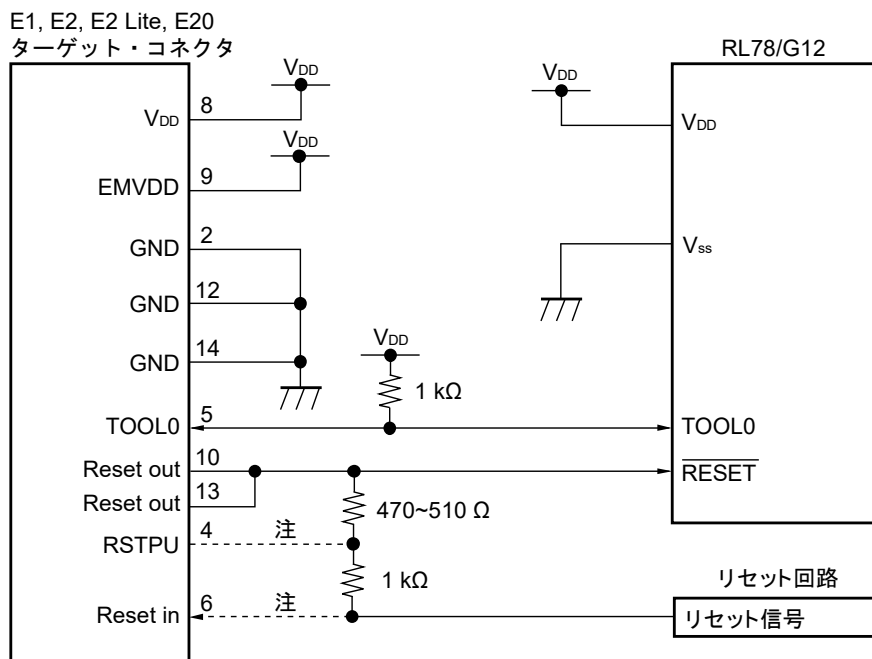 E1, E2, E2 Lite, E20
ターゲット・コネクタ
RL78/G12
VDD
VDD
VDD
8
VDD
VDD
EMVDD
9
GND
2
Vss
GND
12
GND
14
VDD
1 kΩ
TOOL0
5
TOOL0
Reset out
10
RESET
Reset out
13
470~510 Ω
RSTPU
4
注
1 kΩ
リセット回路
Reset in
6
注
リセット信号